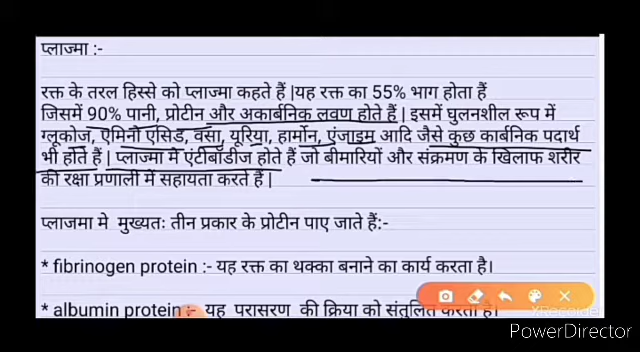 प्लाज्मा :-
रक्त के तरल हिस्से को प्लाज्मा कहते हैं |यह रक्त का 55% भाग होता हैं
जिसमें 90% पानी, प्रोटीन और अकार्बनिक लवण होते है | इसमें घुलनशील रूप में
ग्लूकोज, एमिनो एसिड, वसा, यूरिया, हार्मोन, एंजाइम आदि जैसे कुछ कार्बनिक पदार्थ
भी होते हैं | प्लाज्मा में एंटीबॉडीज होते हैं जो बीमारियों और संक्रमण के खिलाफ शरीर
की रक्षा प्रणाली में सहायता करते हैं |
प्लाजमा मे मुख्यतः तीन प्रकार के प्रोटीन पाए जाते हैं:-
* fibrinogen protein :- यह रक्त का थक्का बनाने का कार्य करता है।
* albumin protein :- यह परासरण की क्रिया को संतुलित करता है।
PowerDirector